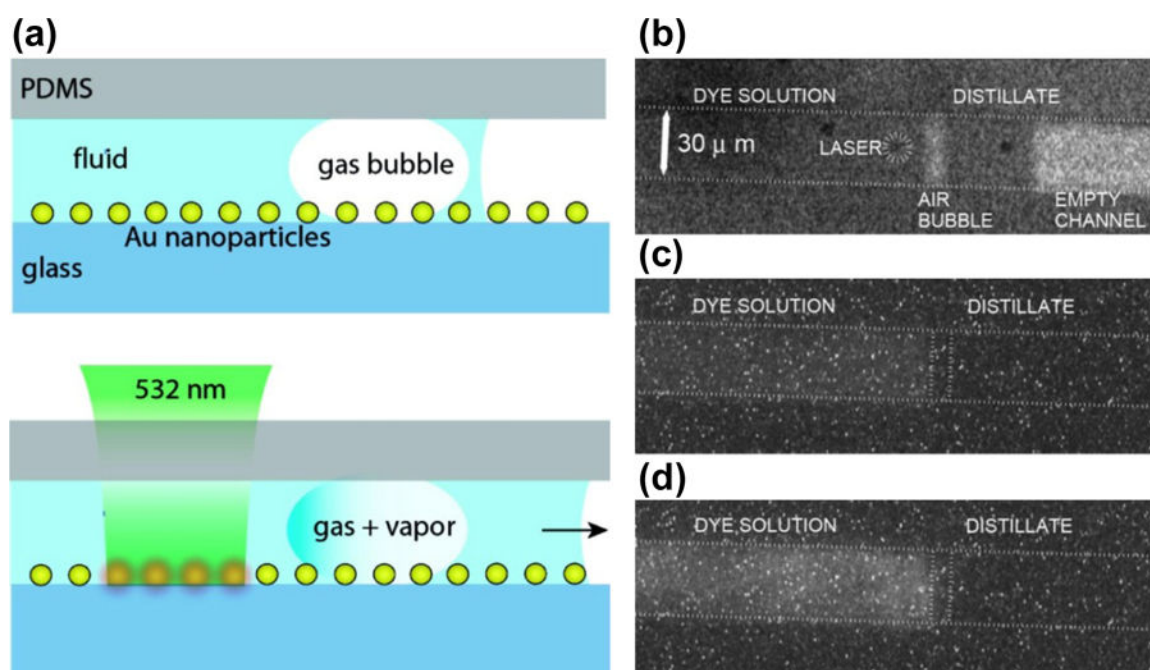 (a)
PDMS
fluid
gas bubble
Au nanoparticles
glass
532 nm
gas + vapor
(b)
DYE SOLUTION DISTILLATE
30 μ m
LASER
AIR
BUBBLE
EMPTY
CHANNEL
(c)
DYE SOLUTION DISTILLATE
(d)
DYE SOLUTION DISTILLATE